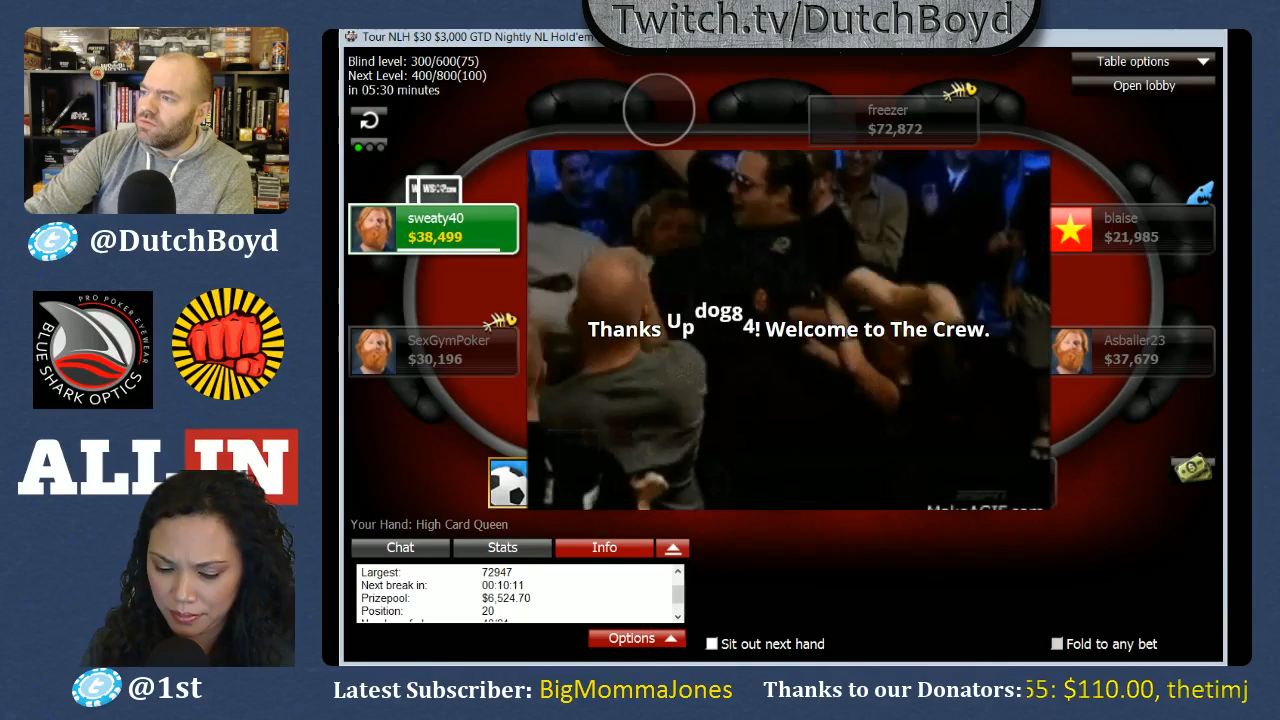 Twitch.tv/DutchBoyd
Tour NLH $30 $3,000 GTD Nightly NL Hold'em
Blind level: 300/600(75)
Next Level: 400/800(100)
in 05:30 minutes
Table options
Open lobby
freezer
$72,872
sweaty40
$38,499
blaise
$21,985
@DutchBoyd
PRO POKER EYEWEAR
BLUE SHARK OPTICS
Thanks Updog84! Welcome to The Crew.
SexGymPoker
$30,196
Asballer23
$37,679
ALL IN
ESPN
MakeAGIF.com
Your Hand: High Card Queen
Chat
Stats
Info
Largest: 72947
Next break in: 00:10:11
Prizepool: $6,524.70
Position: 20
Options
Sit out next hand
Fold to any bet
@1st
Latest Subscriber: BigMommaJones
Thanks to our Donators: 55: $110.00, thetimj